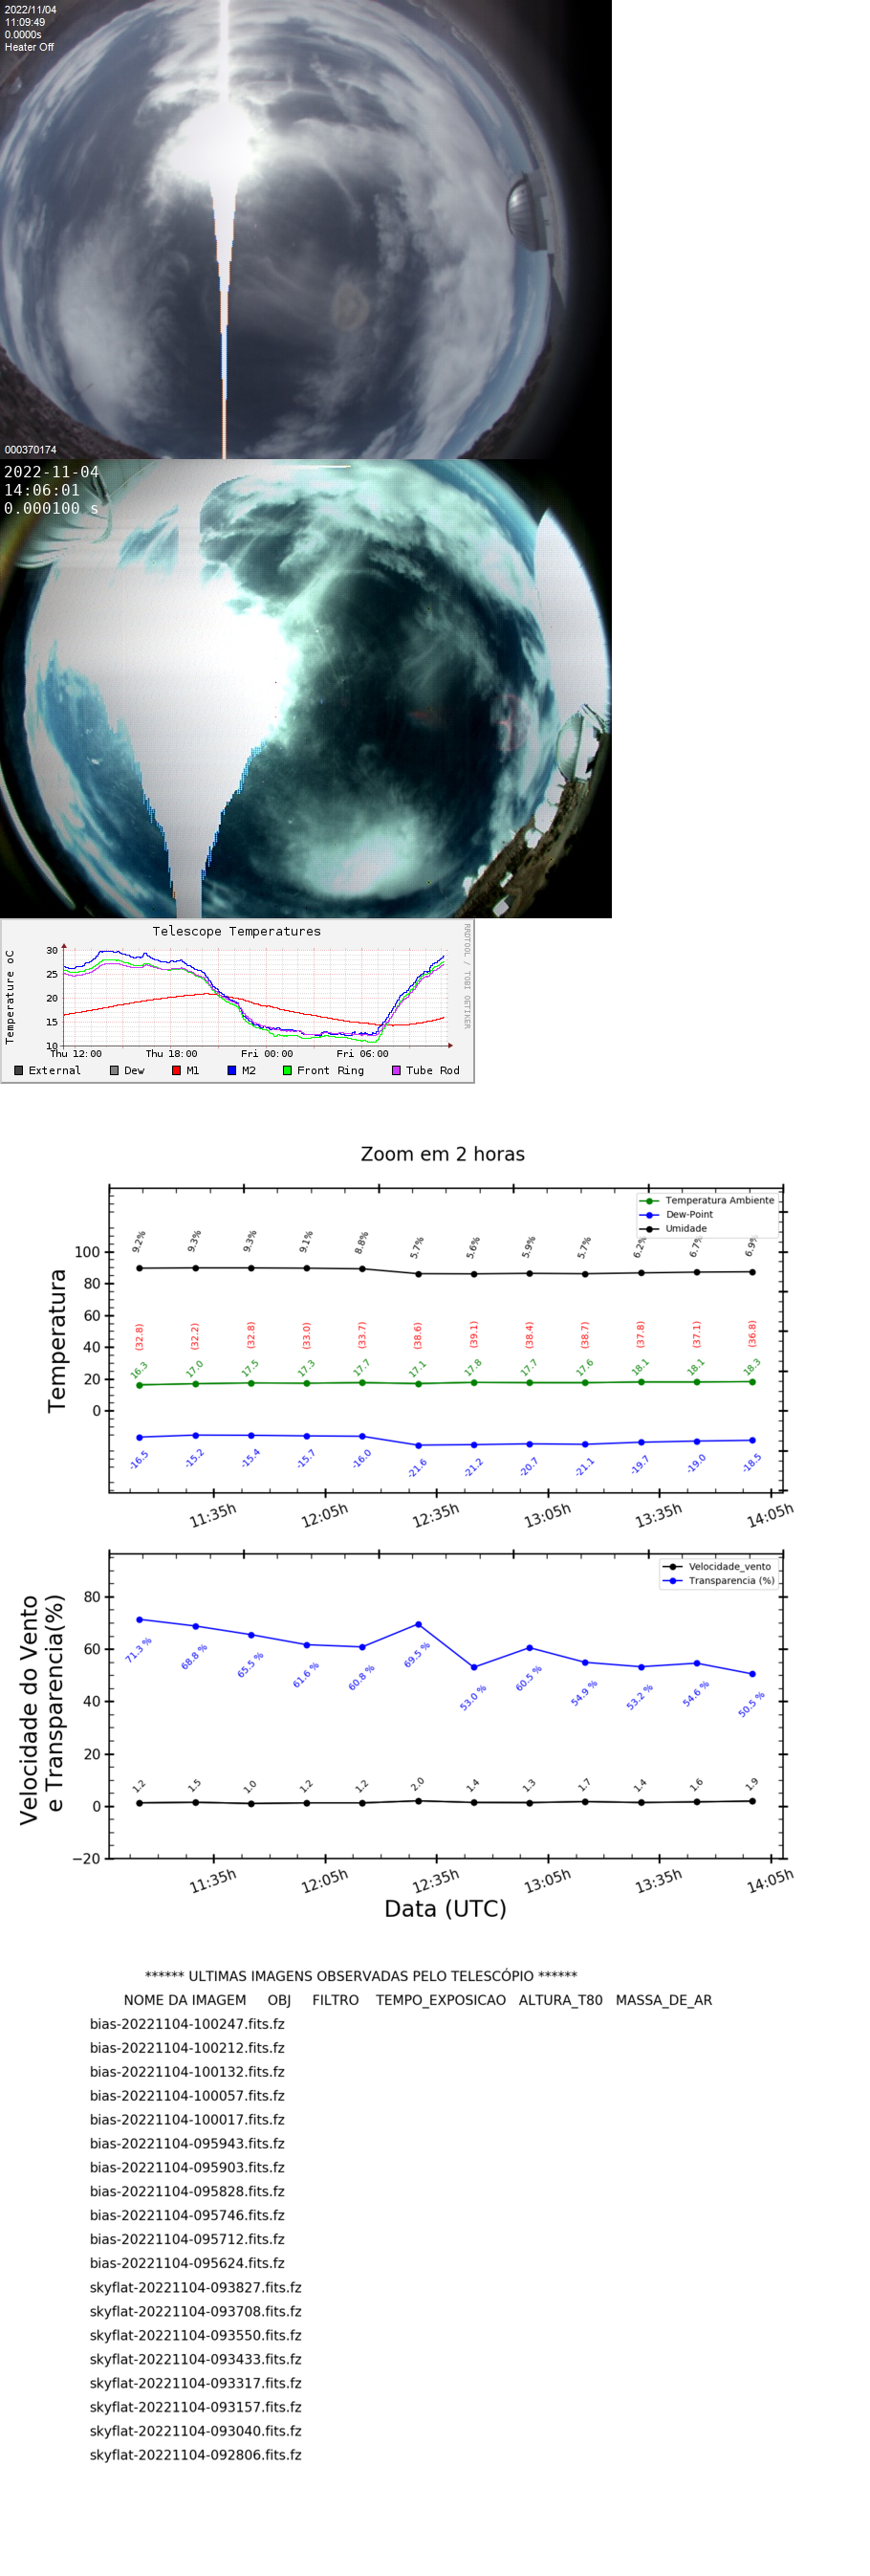 2022/11/04
11:09:49
0.0000s
Heater Off
000370174
2022-11-04
14:06:01
0.000100 s
Telescope Temperatures
RRDTOOL / TOBI OETIKER
Temperature oC
30
25
20
15
10
Thu 12:00 Thu 18:00 Fri 00:00 Fri 06:00
External Dew M1 M2 Front Ring Tube Rod
Zoom em 2 horas
Temperatura Ambiente
Dew-Point
Umidade
Temperatura
100
80
60
40
20
0
9.2% 9.3% 9.3% 9.1% 8.8% 5.7% 5.6% 5.9% 5.7% 6.2% 6.7% 6.9%
(32.8) (32.2) (32.8) (33.0) (33.7) (38.6) (39.1) (38.4) (38.7) (37.8) (37.1) (36.8)
16.3 17.0 17.5 17.3 17.7 17.1 17.8 17.7 17.6 18.1 18.1 18.3
-16.5 -15.2 -15.4 -15.7 -16.0 -21.6 -21.2 -20.7 -21.1 -19.7 -19.0 -18.5
11:35h 12:05h 12:35h 13:05h 13:35h 14:05h
Velocidade_vento
Transparencia (%)
Velocidade do Vento
e Transparencia(%)
80
60
40
20
0
−20
71.3 % 68.8 % 65.5 % 61.6 % 60.8 % 69.5 % 53.0 % 60.5 % 54.9 % 53.2 % 54.6 % 50.5 %
1.2 1.5 1.0 1.2 1.2 2.0 1.4 1.3 1.7 1.4 1.6 1.9
11:35h 12:05h 12:35h 13:05h 13:35h 14:05h
Data (UTC)
****** ULTIMAS IMAGENS OBSERVADAS PELO TELESCÓPIO ******
NOME DA IMAGEM OBJ FILTRO TEMPO_EXPOSICAO ALTURA_T80 MASSA_DE_AR
bias-20221104-100247.fits.fz
bias-20221104-100212.fits.fz
bias-20221104-100132.fits.fz
bias-20221104-100057.fits.fz
bias-20221104-100017.fits.fz
bias-20221104-095943.fits.fz
bias-20221104-095903.fits.fz
bias-20221104-095828.fits.fz
bias-20221104-095746.fits.fz
bias-20221104-095712.fits.fz
bias-20221104-095624.fits.fz
skyflat-20221104-093827.fits.fz
skyflat-20221104-093708.fits.fz
skyflat-20221104-093550.fits.fz
skyflat-20221104-093433.fits.fz
skyflat-20221104-093317.fits.fz
skyflat-20221104-093157.fits.fz
skyflat-20221104-093040.fits.fz
skyflat-20221104-092806.fits.fz